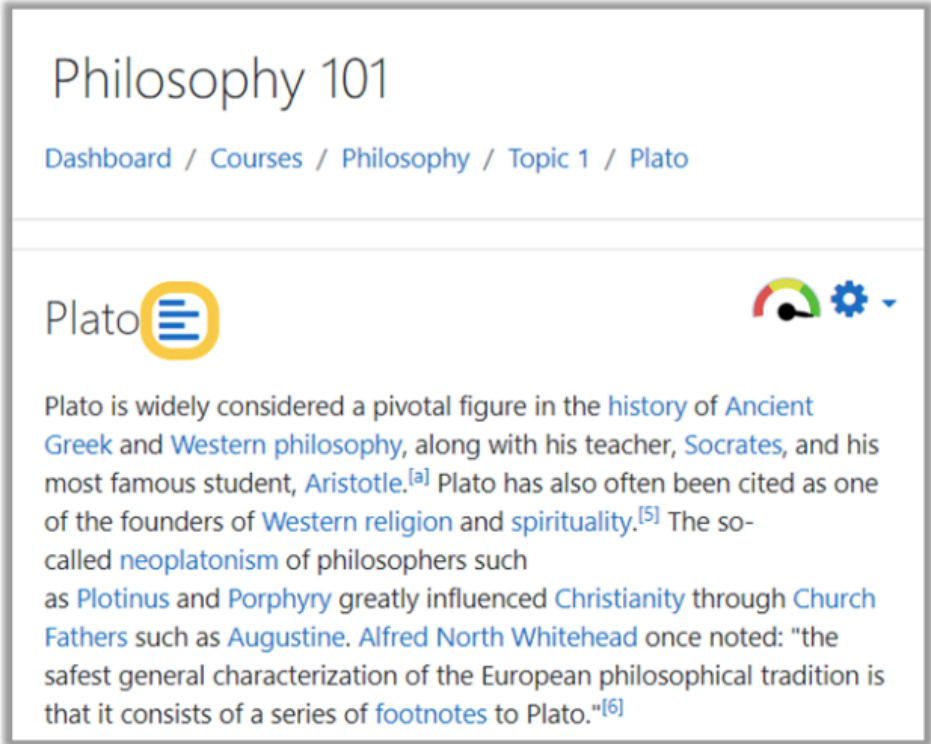 Philosophy 101
Dashboard / Courses / Philosophy / Topic 1 / Plato
Plato
Plato is widely considered a pivotal figure in the history of Ancient
Greek and Western philosophy, along with his teacher, Socrates, and his
most famous student, Aristotle.[a] Plato has also often been cited as one
of the founders of Western religion and spirituality.[5] The so-
called neoplatonism of philosophers such
as Plotinus and Porphyry greatly influenced Christianity through Church
Fathers such as Augustine. Alfred North Whitehead once noted: "the
safest general characterization of the European philosophical tradition is
that it consists of a series of footnotes to Plato."[6]